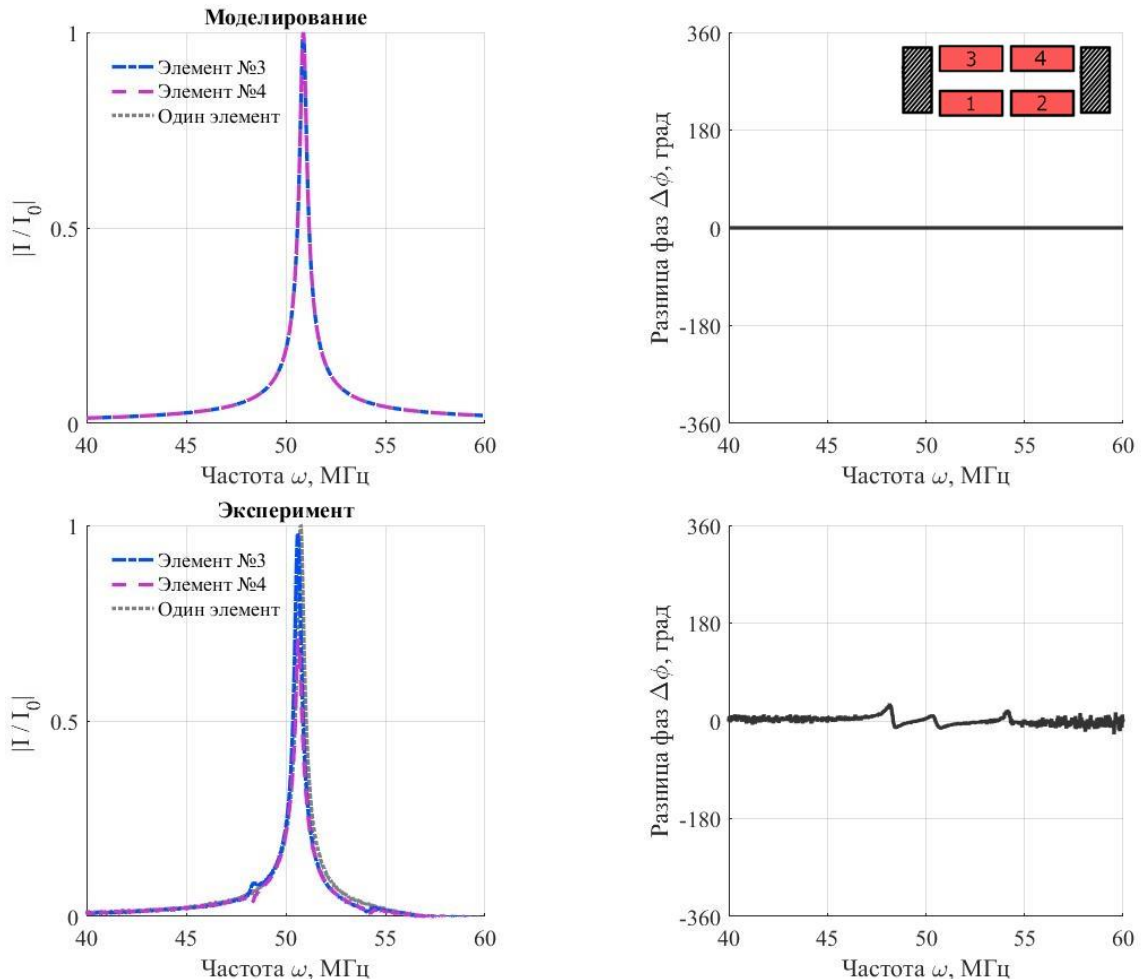 Моделирование
1
0.5
0
|I / I0|
Элемент №3
Элемент №4
Один элемент
40 45 50 55 60
Частота ω, МГц
360
180
0
-180
-360
Разница фаз Δϕ, град
3 4
1 2
40 45 50 55 60
Частота ω, МГц
Эксперимент
1
0.5
0
|I / I0|
Элемент №3
Элемент №4
Один элемент
40 45 50 55 60
Частота ω, МГц
360
180
0
-180
-360
Разница фаз Δϕ, град
40 45 50 55 60
Частота ω, МГц